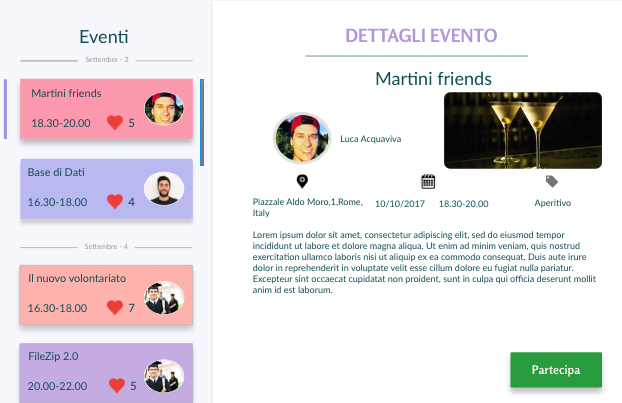 Eventi
Settembre - 3
Martini friends
18.30-20.00 5
Base di Dati
16.30-18.00 4
Settembre - 4
Il nuovo volontariato
16.30-18.00 7
FileZip 2.0
20.00-22.00 5
DETTAGLI EVENTO
Martini friends
Luca Acquaviva
Piazzale Aldo Moro,1,Rome,
Italy
10/10/2017 18.30-20.00
Aperitivo
Lorem ipsum dolor sit amet, consectetur adipiscing elit, sed do eiusmod tempor
incididunt ut labore et dolore magna aliqua. Ut enim ad minim veniam, quis nostrud
exercitation ullamco laboris nisi ut aliquip ex ea commodo consequat. Duis aute irure
dolor in reprehenderit in voluptate velit esse cillum dolore eu fugiat nulla pariatur.
Excepteur sint occaecat cupidatat non proident, sunt in culpa qui officia deserunt mollit
anim id est laborum.
Partecipa